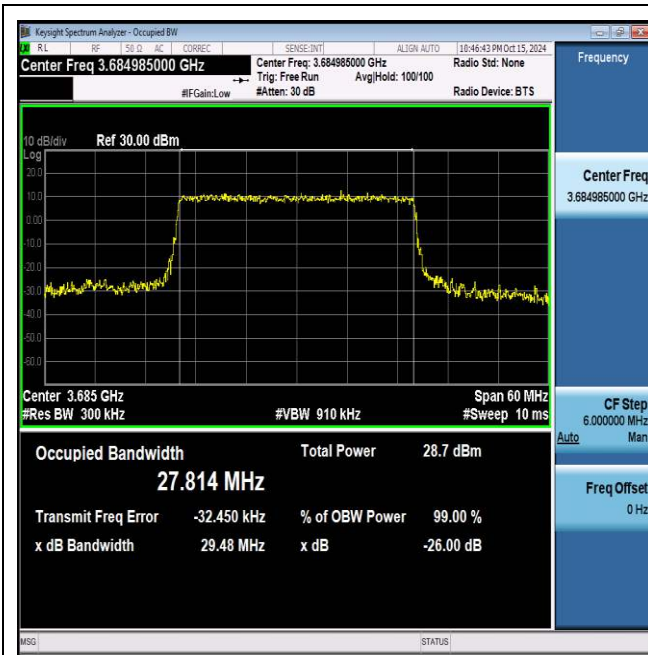 Keysight Spectrum Analyzer - Occupied BW
RL RF 50 Ω AC CORREC SENSE:INT ALIGN AUTO 10:46:43 PM Oct 15, 2024
Center Freq 3.684985000 GHz
Center Freq: 3.684985000 GHz
Radio Std: None
Trig: Free Run Avg|Hold: 100/100
#IFGain:Low #Atten: 30 dB Radio Device: BTS
10 dB/div Ref 30.00 dBm
Log
20.0
10.0
0.00
-10.0
-20.0
-30.0
-40.0
-50.0
-60.0
Center 3.685 GHz Span 60 MHz
#Res BW 300 kHz #VBW 910 kHz #Sweep 10 ms
Occupied Bandwidth Total Power 28.7 dBm
27.814 MHz
Transmit Freq Error -32.450 kHz % of OBW Power 99.00 %
x dB Bandwidth 29.48 MHz x dB -26.00 dB
MSG STATUS
Frequency
Center Freq
3.684985000 GHz
CF Step
6.000000 MHz
Auto Man
Freq Offset
0 Hz